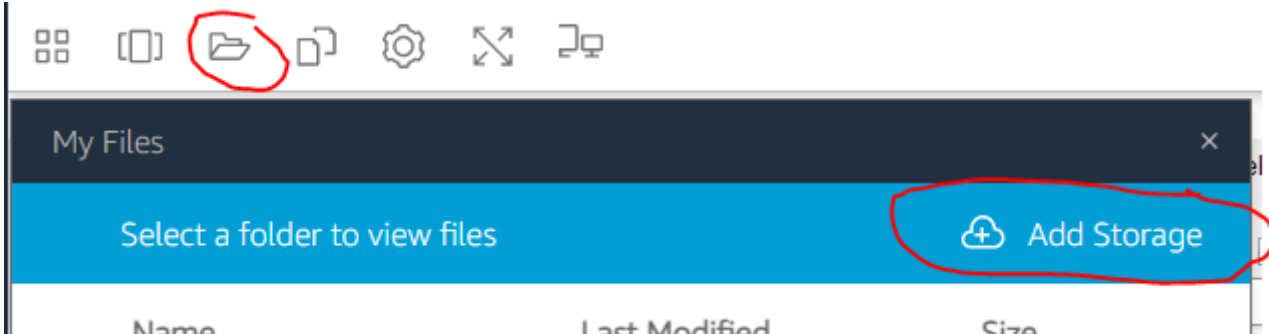 My Files
Select a folder to view files
Add Storage
Name Last Modified Size